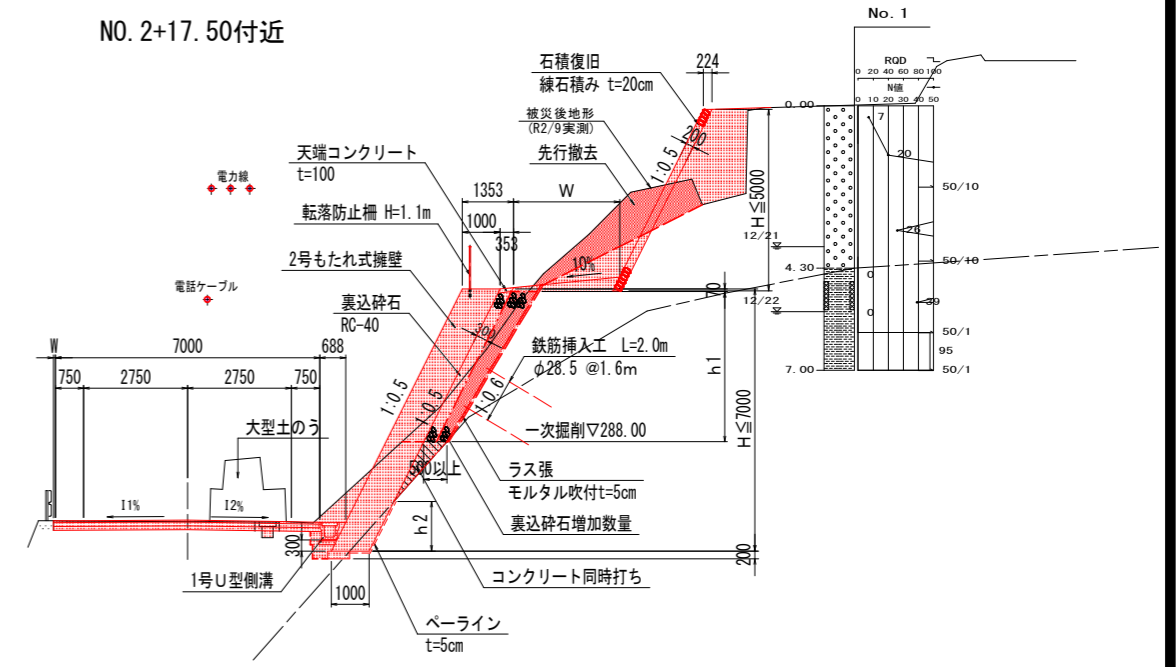 NO.2+17.50付近
No. 1
石積復旧
練石積み t=20cm
224
RQD
0 20 40 60 80 100
N値
0 10 20 30 40 50
0.00
7
20
50/10
26
50/10
0
39
0
50/1
95
50/1
12/21
4.30
12/22
7.00
被災後地形
(R2/9実測)
先行撤去
200
1:0.5
H≦5000
天端コンクリート
t=100
電力線
転落防止柵 H=1.1m
1353
W
1000
353
10%
2号もたれ式擁壁
電話ケーブル
裏込砕石
RC-40
300
70
鉄筋挿入工 L=2.0m
φ28.5 @1.6m
h1
W
7000
688
750
2750
2750
750
1:0.5
1:0.5
1:0.6
H≦7000
一次掘削▽288.00
大型土のう
500以上
ラス張
モルタル吹付t=5cm
I1%
I2%
h2
裏込砕石増加数量
300
200
1号U型側溝
1000
コンクリート同時打ち
ペーライン
t=5cm